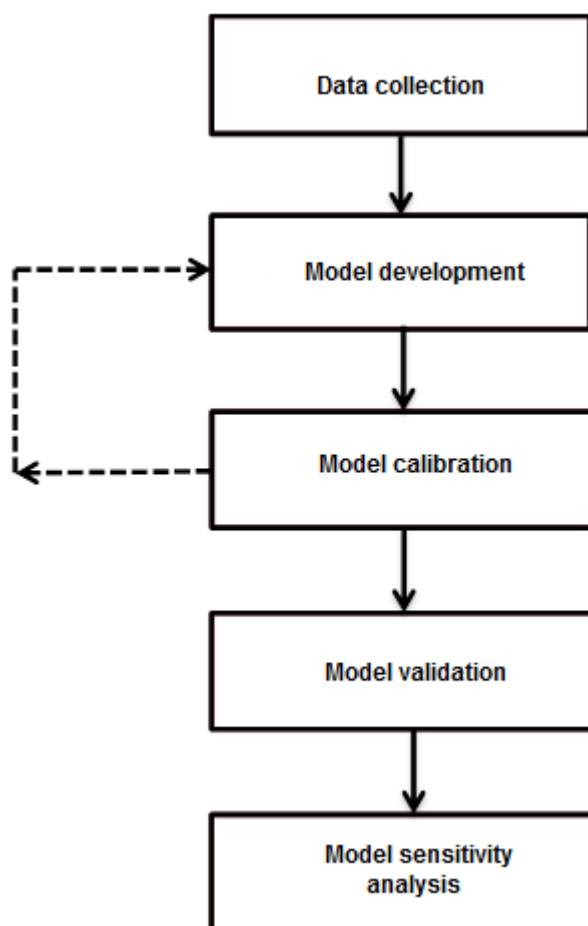 Data collection
Model development
Model calibration
Model validation
Model sensitivity
analysis